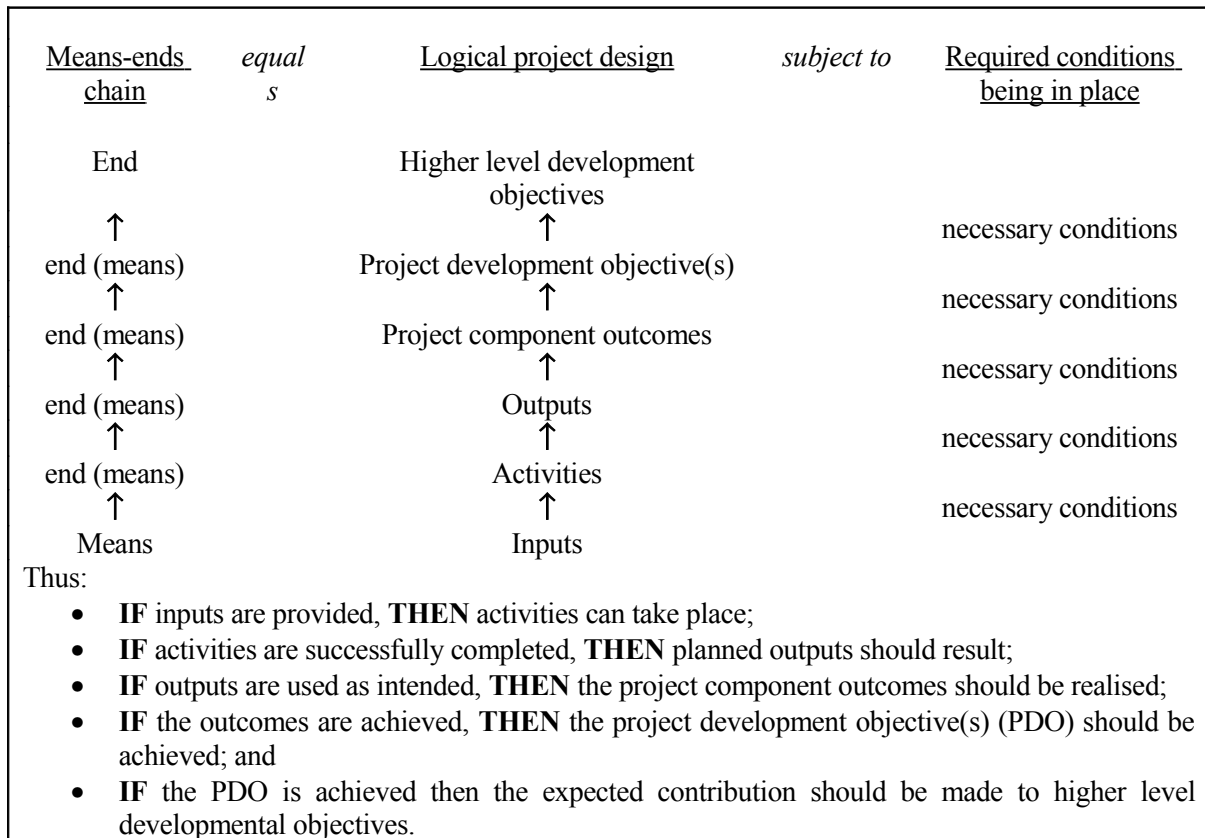 Means-ends equal Logical project design subject to Required conditions
chain s being in place
End Higher level development
objectives
↑ ↑ necessary conditions
end (means) Project development objective(s)
↑ ↑ necessary conditions
end (means) Project component outcomes
↑ ↑ necessary conditions
end (means) Outputs
↑ ↑ necessary conditions
end (means) Activities
↑ ↑ necessary conditions
Means Inputs
Thus:
• IF inputs are provided, THEN activities can take place;
• IF activities are successfully completed, THEN planned outputs should result;
• IF outputs are used as intended, THEN the project component outcomes should be realised;
• IF the outcomes are achieved, THEN the project development objective(s) (PDO) should be
achieved; and
• IF the PDO is achieved then the expected contribution should be made to higher level
developmental objectives.